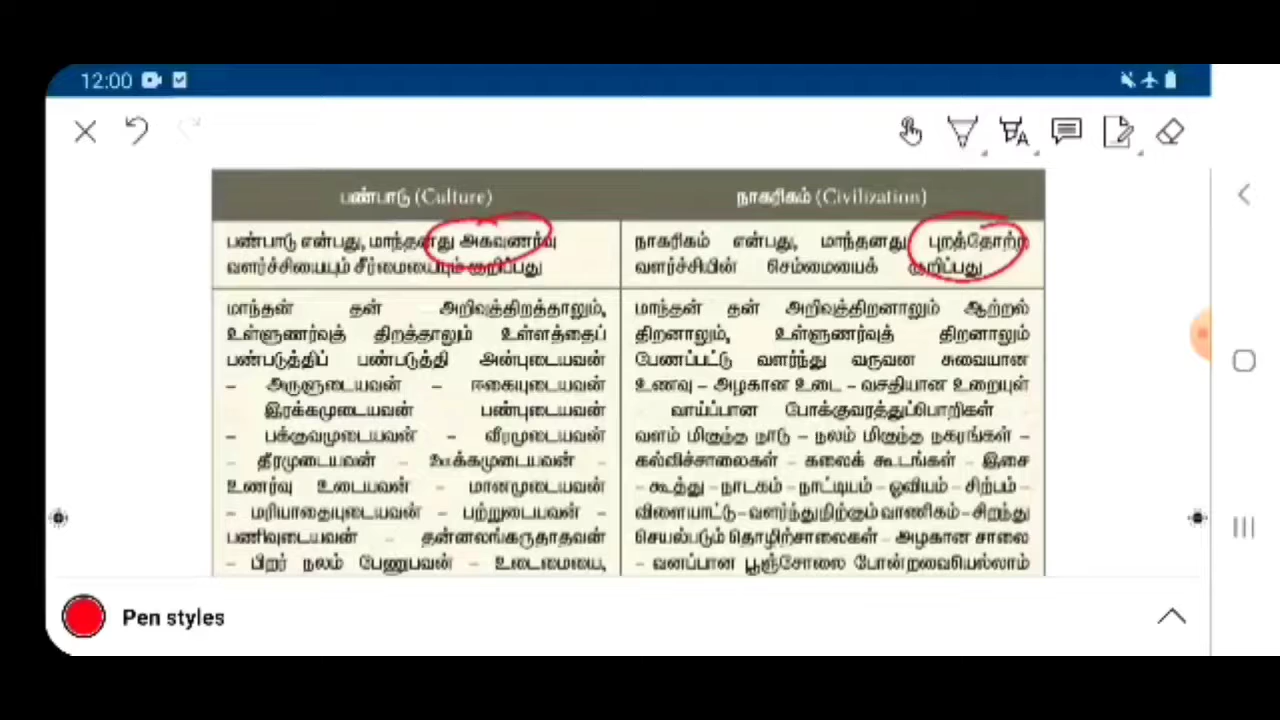 12:00
பண்பாடு (Culture)
நாகரிகம் (Civilization)
பண்பாடு என்பது, மாந்தனது அகவுணர்வு
வளர்ச்சியையும் சீர்மையையும் குறிப்பது
நாகரிகம் என்பது, மாந்தனது புறத்தோற்ற
வளர்ச்சியின் செம்மையைக் குறிப்பது
மாந்தன் தன் அறிவுத்திறத்தாலும்,
உள்ளுணர்வுத் திறத்தாலும் உள்ளத்தைப்
பண்படுத்திப் பண்படுத்தி அன்புடையவன்
– அருளுடையவன் – ஈகையுடையவன்
இரக்கமுடையவன் பண்புடையவன்
– பக்குவமுடையவன் – வீரமுடையவன்
– தீரமுடையவன் – ஊக்கமுடையவன் –
உணர்வு உடையவன் – மானமுடையவன்
– மரியாதையுடையவன் – பற்றுடையவன் –
பணிவுடையவன் – தன்னலங்கருதாதவன்
– பிறர் நலம் பேணுபவன் – உடைமையை,
மாந்தன் தன் அறிவுத்திறனாலும் ஆற்றல்
திறனாலும், உள்ளுணர்வுத் திறனாலும்
பேணப்பட்டு வளர்ந்து வருவன சுவையான
உணவு – அழகான உடை – வசதியான உறையுள்
வாய்ப்பான போக்குவரத்துப்பொறிகள்
வளம் மிகுந்த நாடு – நலம் மிகுந்த நகரங்கள் –
கல்விச்சாலைகள் – கலைக் கூடங்கள் – இசை
– கூத்து – நாடகம் – நாட்டியம் – ஓவியம் – சிற்பம் –
விளையாட்டு – வளர்ந்துநிற்கும் வாணிகம் – சிறந்து
செயல்படும் தொழிற்சாலைகள் – அழகான சாலை
– வனப்பான பூஞ்சோலை போன்றவையெல்லாம்
Pen styles